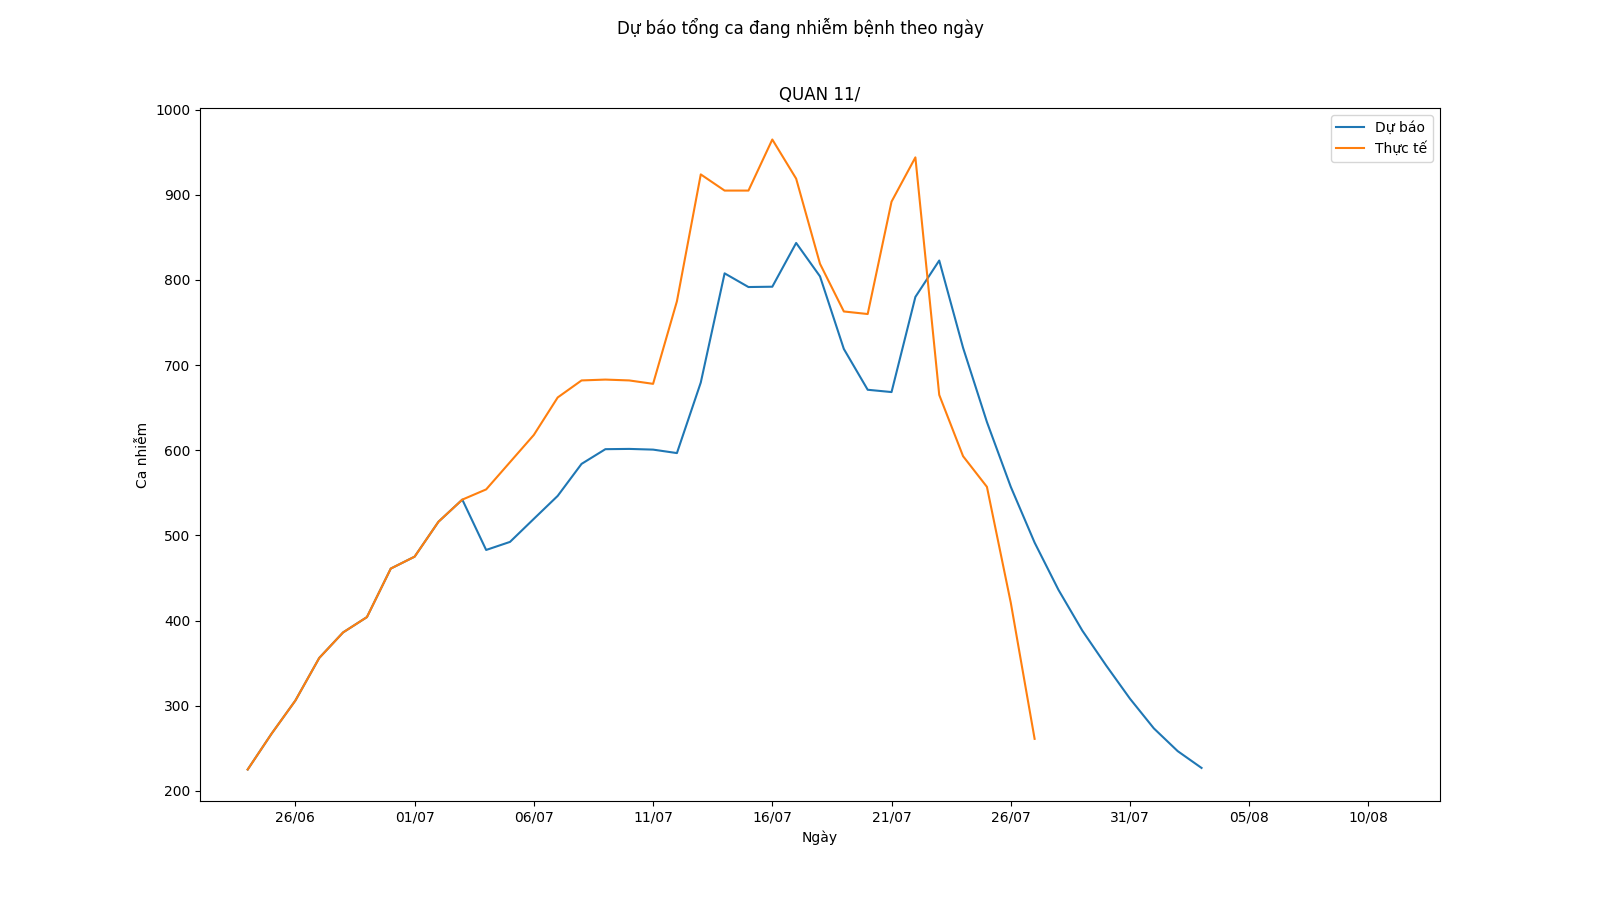 Dự báo tổng ca đang nhiễm bệnh theo ngày
QUAN 11/
1000
900
800
700
600
500
400
300
200
Ca nhiễm
Dự báo
Thực tế
26/06 01/07 06/07 11/07 16/07 21/07 26/07 31/07 05/08 10/08
Ngày